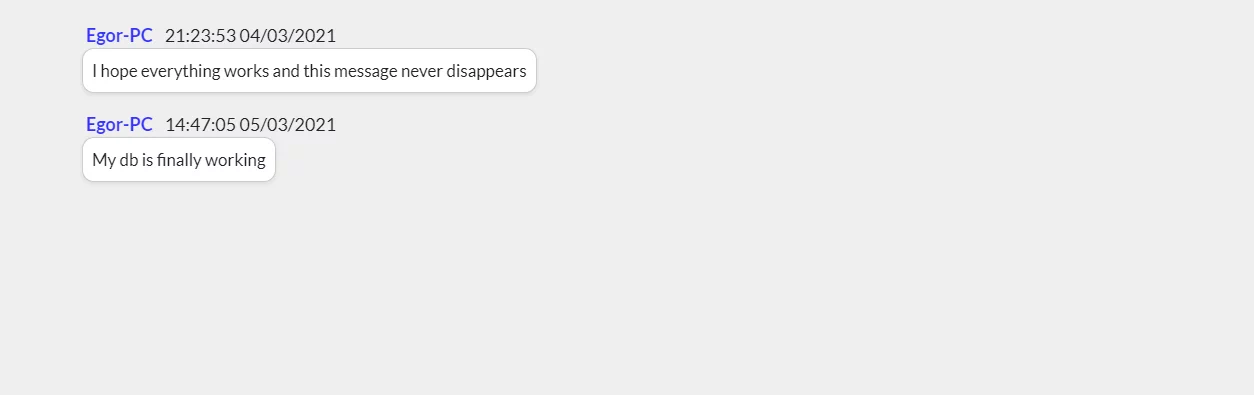 Egor-PC 21:23:53 04/03/2021
I hope everything works and this message never disappears
Egor-PC 14:47:05 05/03/2021
My db is finally working